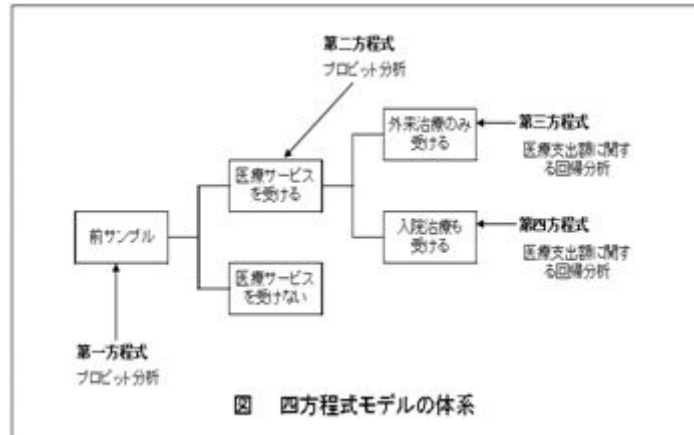 第二方程式
プロビット分析
外来治療のみ
受ける
第三方程式
医療支出額に関す
る回帰分析
医療サービス
を受ける
前サンプル
入院治療も
受ける
第四方程式
医療支出額に関す
る回帰分析
医療サービス
を受けない
第一方程式
プロビット分析
図 四方程式モデルの体系